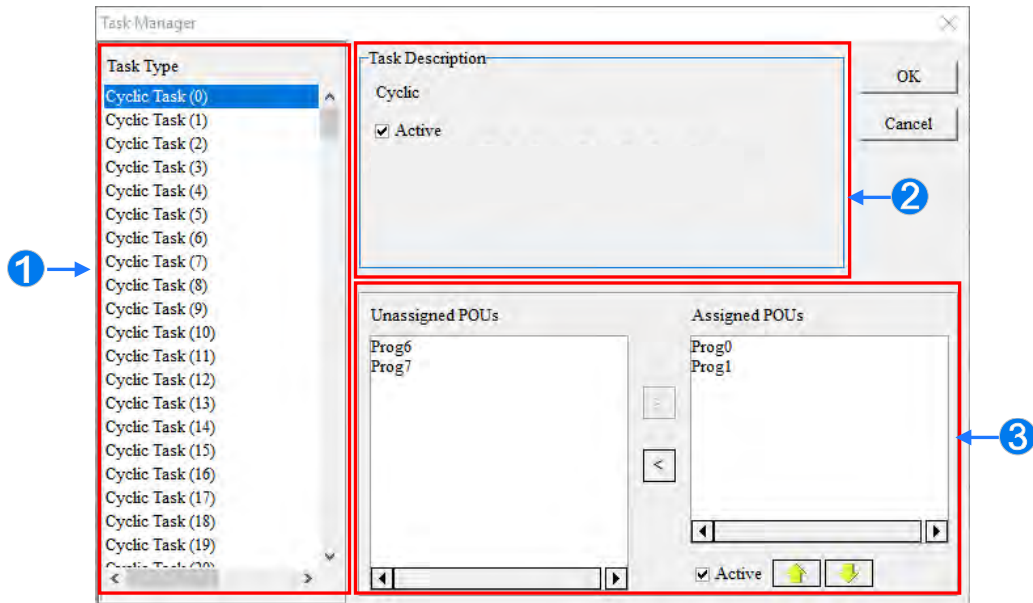 Task Manager
Task Type
Cyclic Task (0)
Cyclic Task (1)
Cyclic Task (2)
Cyclic Task (3)
Cyclic Task (4)
Cyclic Task (5)
Cyclic Task (6)
Cyclic Task (7)
Cyclic Task (8)
Cyclic Task (9)
Cyclic Task (10)
Cyclic Task (11)
Cyclic Task (12)
Cyclic Task (13)
Cyclic Task (14)
Cyclic Task (15)
Cyclic Task (16)
Cyclic Task (17)
Cyclic Task (18)
Cyclic Task (19)
Cyclic Task (20)
1
Task Description
Cyclic
Active
2
OK
Cancel
Unassigned POUs
Prog6
Prog7
<
Assigned POUs
Prog0
Prog1
Active
3